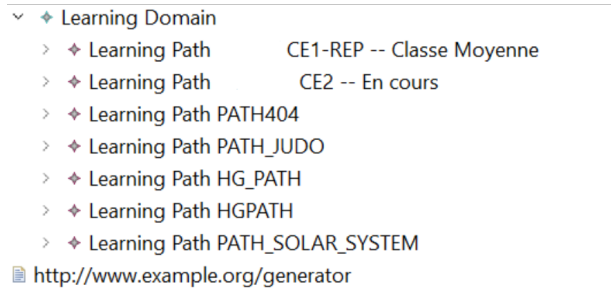 Learning Domain
Learning Path CE1-REP -- Classe Moyenne
Learning Path CE2 -- En cours
Learning Path PATH404
Learning Path PATH_JUDO
Learning Path HG_PATH
Learning Path HGPATH
Learning Path PATH_SOLAR_SYSTEM
http://www.example.org/generator